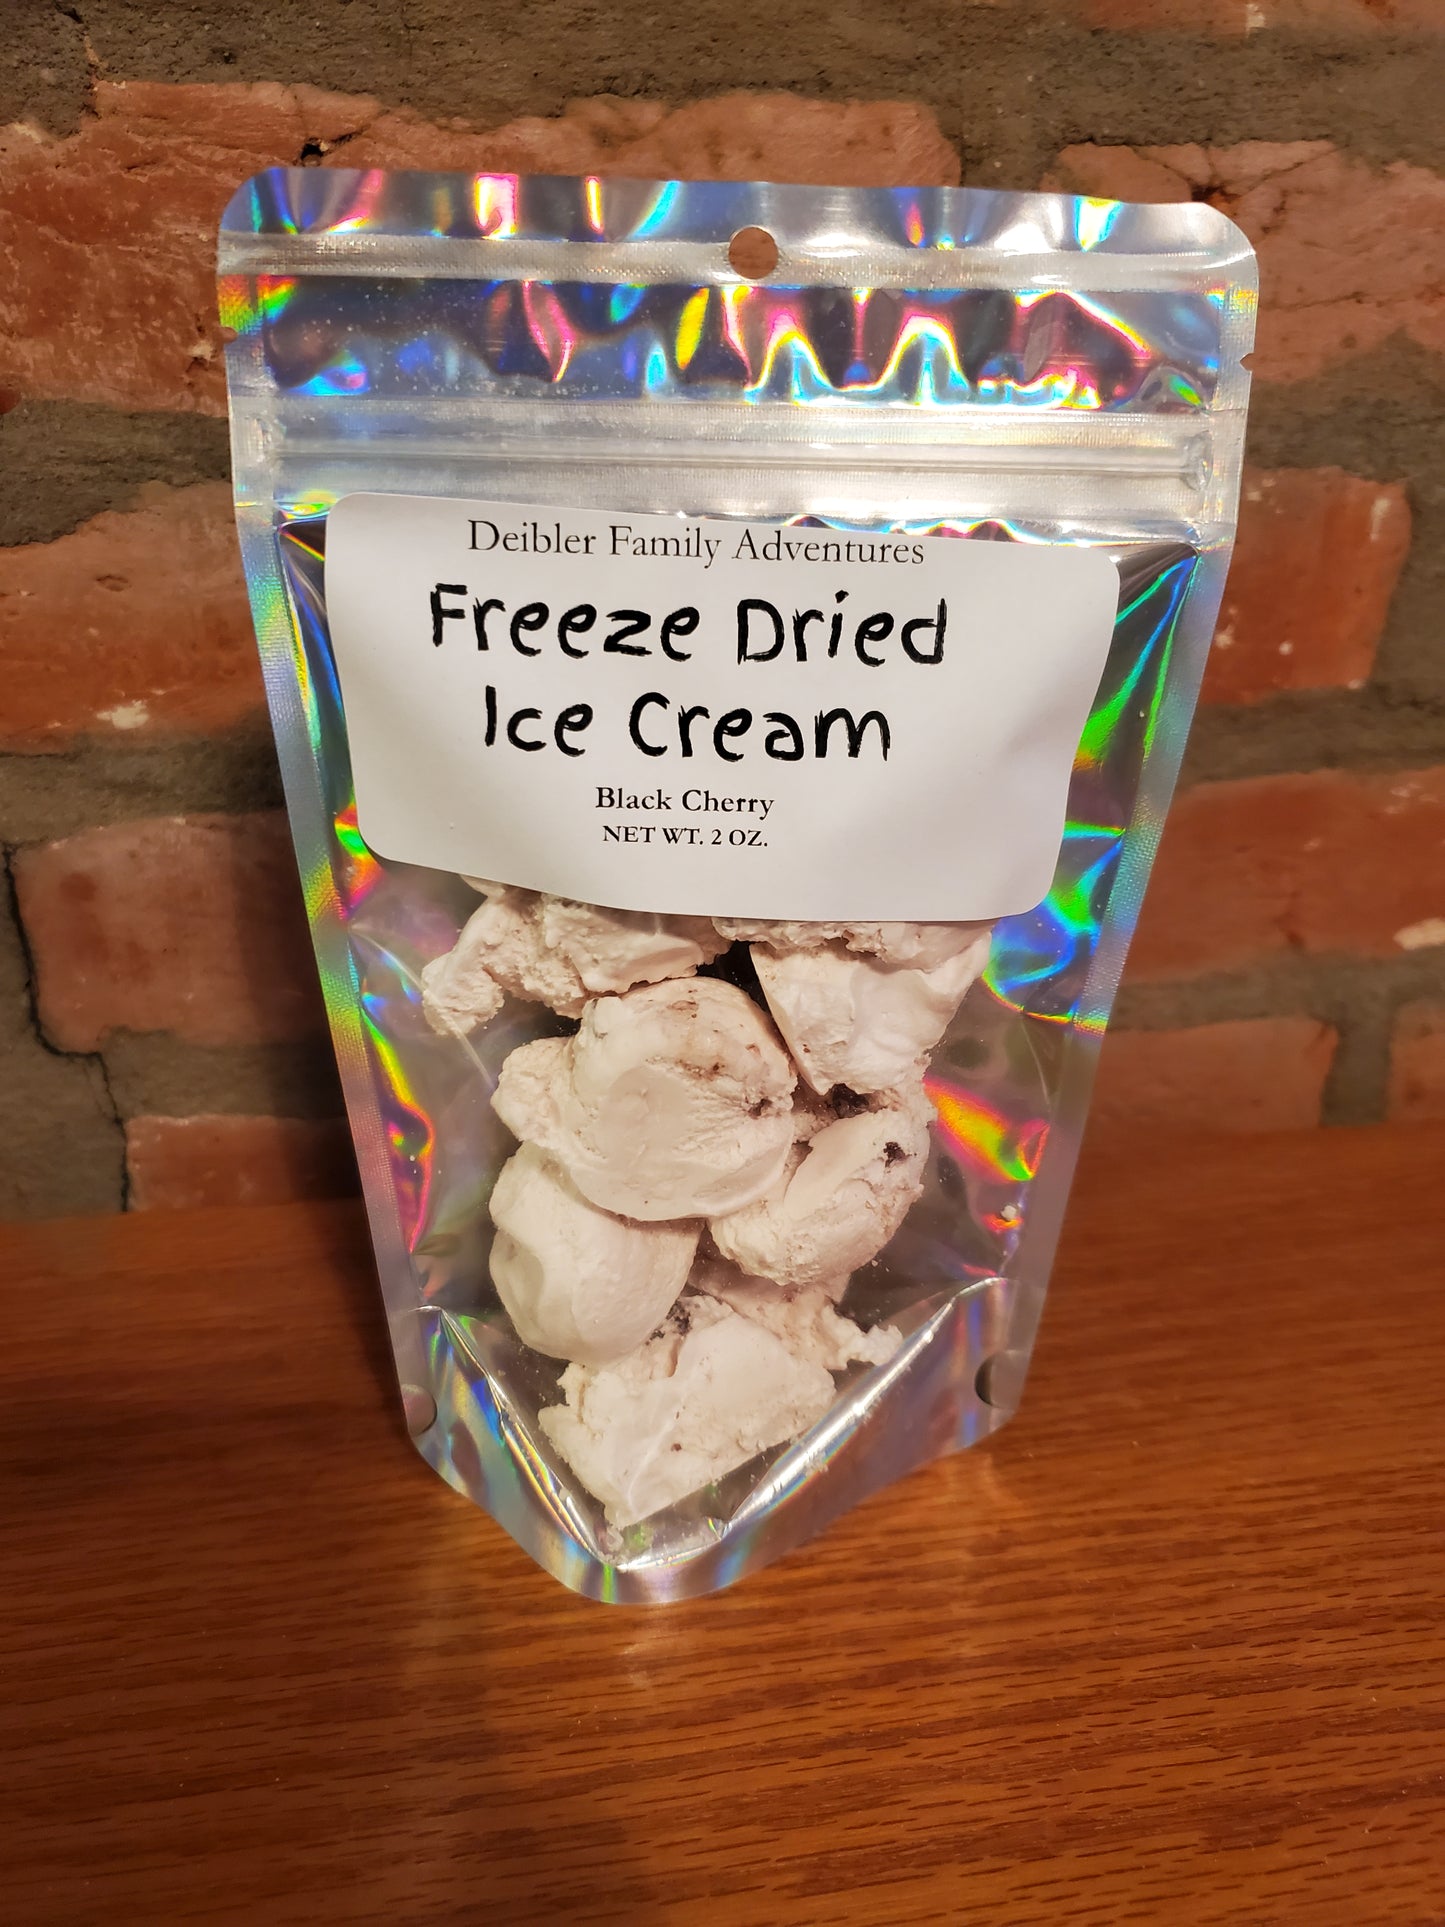 Deibler Family Adventures
Freeze Dried
Ice Cream
Black Cherry
NET WT. 2 OZ.